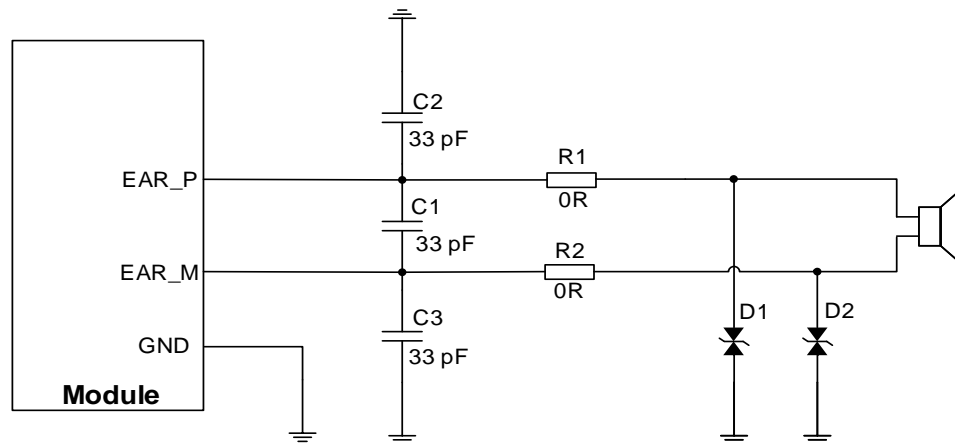 C2
33 pF
R1
EAR_P
0R
C1
33 pF
R2
EAR_M
0R
D1
D2
C3
GND
33 pF
Module